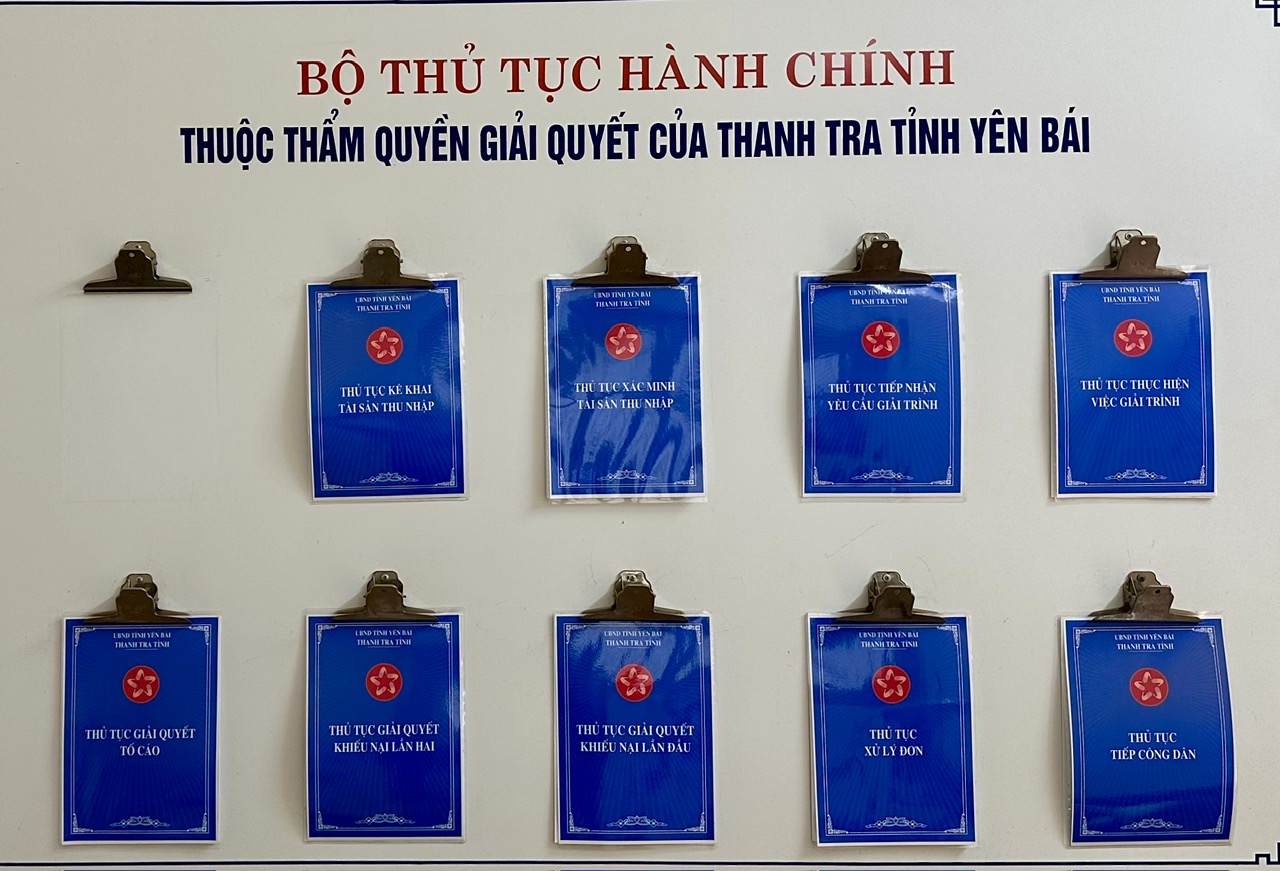 BỘ THỦ TỤC HÀNH CHÍNH
THUỘC THẨM QUYỀN GIẢI QUYẾT CỦA THANH TRA TỈNH YÊN BÁI
UBND TỈNH YÊN BÁI
THANH TRA TỈNH
THỦ TỤC KÊ KHAI
TÀI SẢN THU NHẬP
UBND TỈNH YÊN BÁI
THANH TRA TỈNH
THỦ TỤC XÁC MINH
TÀI SẢN THU NHẬP
UBND TỈNH YÊN BÁI
THANH TRA TỈNH
THỦ TỤC TIẾP NHẬN
YÊU CẦU GIẢI TRÌNH
UBND TỈNH YÊN BÁI
THANH TRA TỈNH
THỦ TỤC THỰC HIỆN
VIỆC GIẢI TRÌNH
UBND TỈNH YÊN BÁI
THANH TRA TỈNH
THỦ TỤC GIẢI QUYẾT
TỐ CÁO
UBND TỈNH YÊN BÁI
THANH TRA TỈNH
THỦ TỤC GIẢI QUYẾT
KHIẾU NẠI LẦN HAI
UBND TỈNH YÊN BÁI
THANH TRA TỈNH
THỦ TỤC GIẢI QUYẾT
KHIẾU NẠI LẦN ĐẦU
UBND TỈNH YÊN BÁI
THANH TRA TỈNH
THỦ TỤC
XỬ LÝ ĐƠN
UBND TỈNH YÊN BÁI
THANH TRA TỈNH
THỦ TỤC
TIẾP CÔNG DÂN